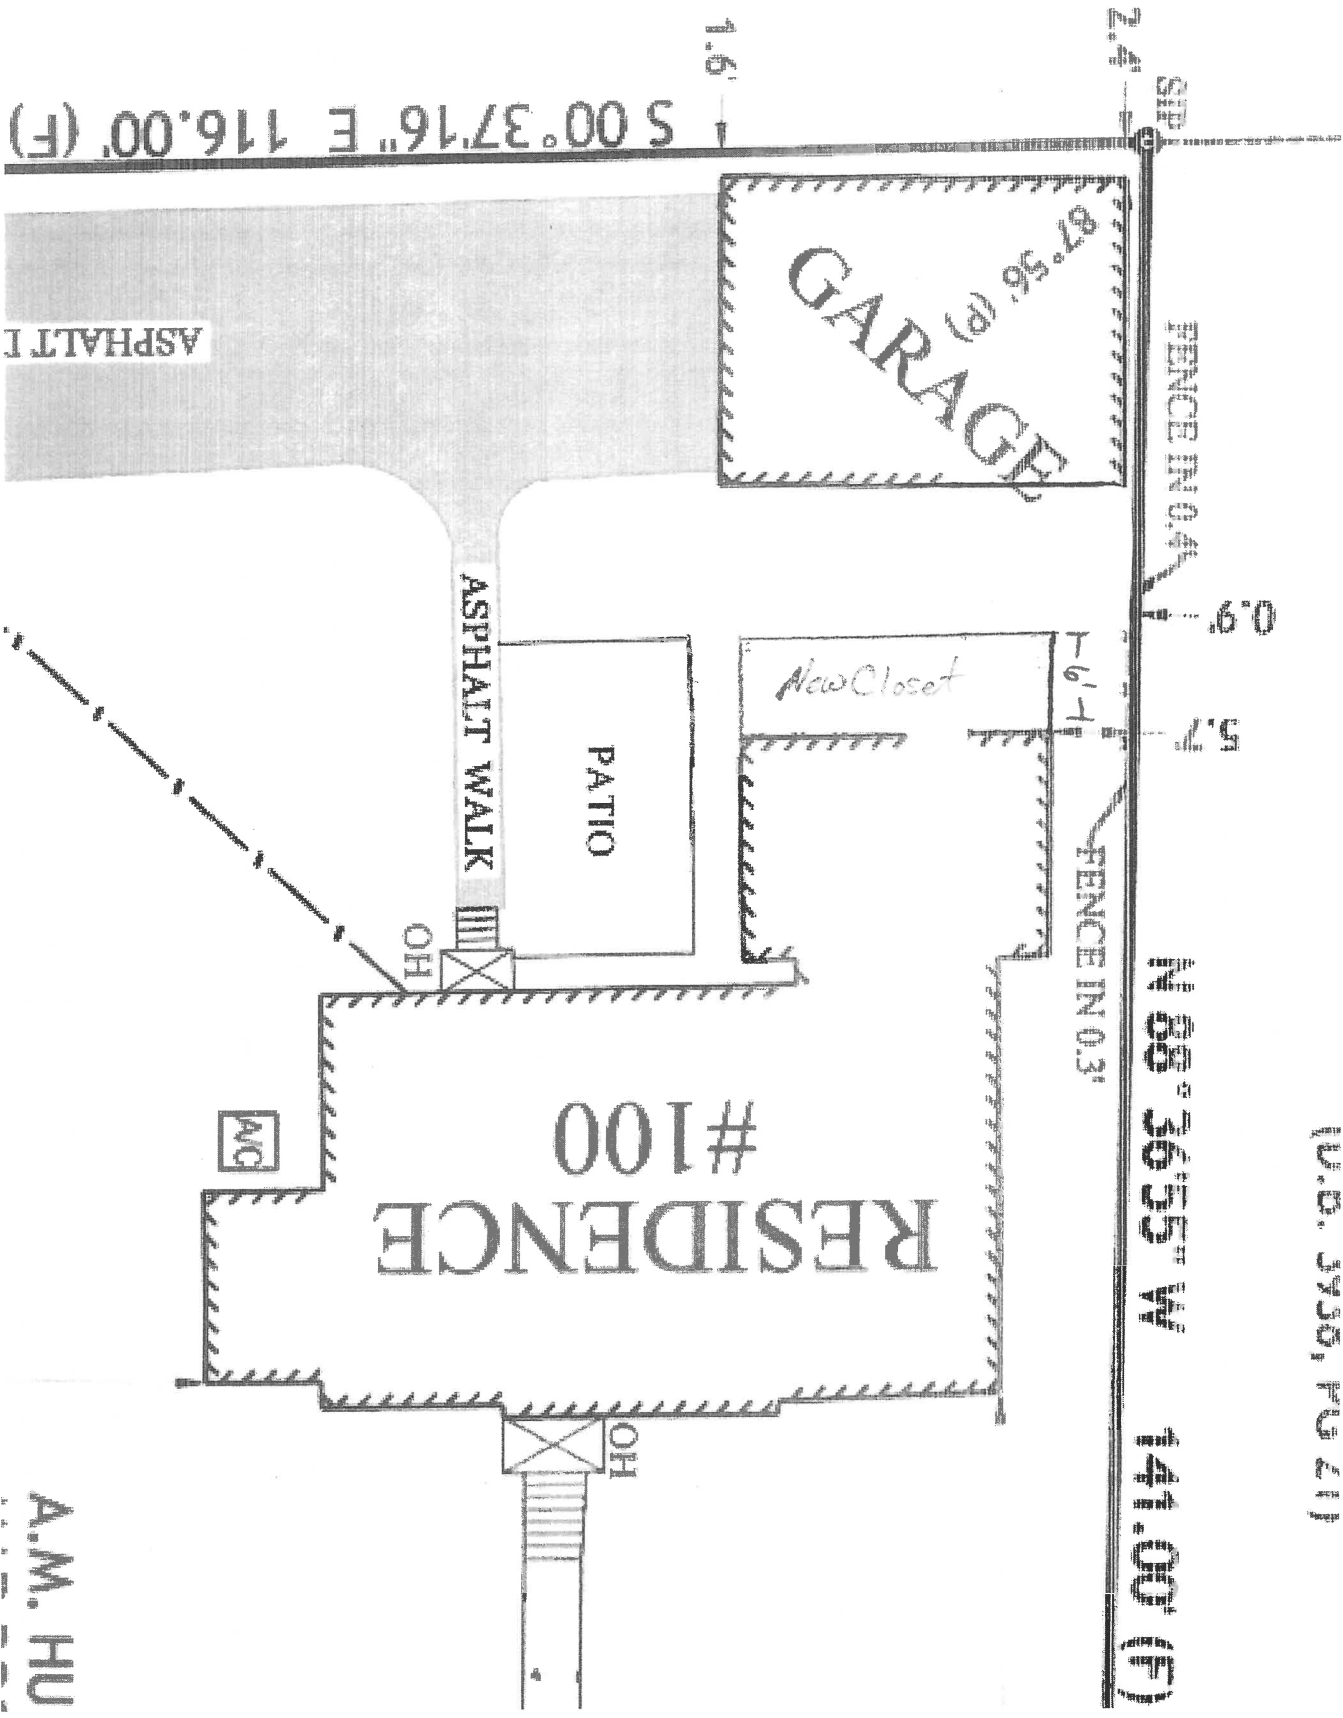 1.6'
2.4'
SIP
S 00°37'16" E 116.00' (F)
ASPHALT
GARAGE
87° 56' (P)
FENCE IN 0.4'
0.9'
5.7'
New Closet
6'
ASPHALT WALK
PATIO
FENCE IN 0.3'
OH
A/C
#100
RESIDENCE
OH
N 88°36'55" W 141.00' (F)
A.M. HU